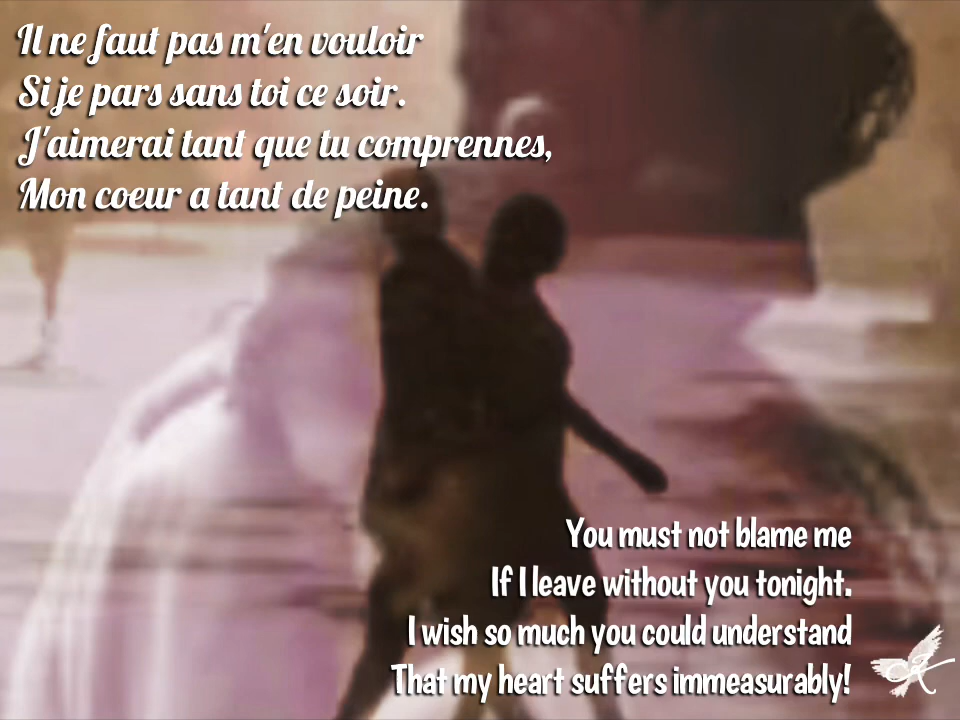 Il ne faut pas m'en vouloir
Si je pars sans toi ce soir.
J'aimerai tant que tu comprennes,
Mon coeur a tant de peine.
You must not blame me
If I leave without you tonight.
I wish so much you could understand
That my heart suffers immeasurably!